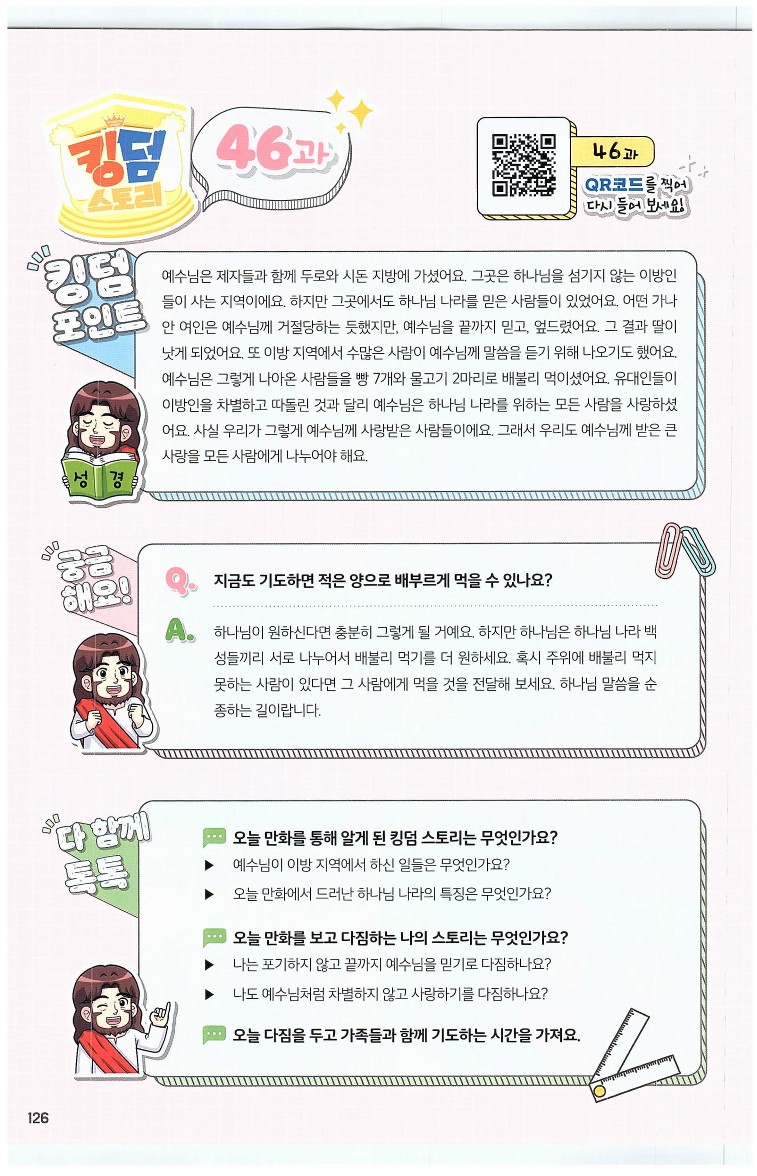 킹덤
스토리
46과
46과
QR코드를 찍어
다시 들어 보세요!
킹덤
포인트
예수님은 제자들과 함께 두로와 시돈 지방에 가셨어요. 그곳은 하나님을 섬기지 않는 이방인
들이 사는 지역이에요. 하지만 그곳에서도 하나님 나라를 믿은 사람들이 있었어요. 어떤 가나
안 여인은 예수님께 거절당하는 듯했지만, 예수님을 끝까지 믿고, 엎드렸어요. 그 결과 딸이
낫게 되었어요. 또 이방 지역에서 수많은 사람이 예수님께 말씀을 듣기 위해 나오기도 했어요.
예수님은 그렇게 나아온 사람들을 빵 7개와 물고기 2마리로 배불리 먹이셨어요. 유대인들이
이방인을 차별하고 따돌린 것과 달리 예수님은 하나님 나라를 위하는 모든 사람을 사랑하셨
어요. 사실 우리가 그렇게 예수님께 사랑받은 사람들이에요. 그래서 우리도 예수님께 받은 큰
사랑을 모든 사람에게 나누어야 해요.
성경
궁금
해요!
Q. 지금도 기도하면 적은 양으로 배부르게 먹을 수 있나요?
A. 하나님이 원하신다면 충분히 그렇게 될 거예요. 하지만 하나님은 하나님 나라 백
성들끼리 서로 나누어서 배불리 먹기를 더 원하세요. 혹시 주위에 배불리 먹지
못하는 사람이 있다면 그 사람에게 먹을 것을 전달해 보세요. 하나님 말씀을 순
종하는 길이랍니다.
다 함께
톡톡
오늘 만화를 통해 알게 된 킹덤 스토리는 무엇인가요?
▶ 예수님이 이방 지역에서 하신 일들은 무엇인가요?
▶ 오늘 만화에서 드러난 하나님 나라의 특징은 무엇인가요?
오늘 만화를 보고 다짐하는 나의 스토리는 무엇인가요?
▶ 나는 포기하지 않고 끝까지 예수님을 믿기로 다짐하나요?
▶ 나도 예수님처럼 차별하지 않고 사랑하기를 다짐하나요?
오늘 다짐을 두고 가족들과 함께 기도하는 시간을 가져요.
126